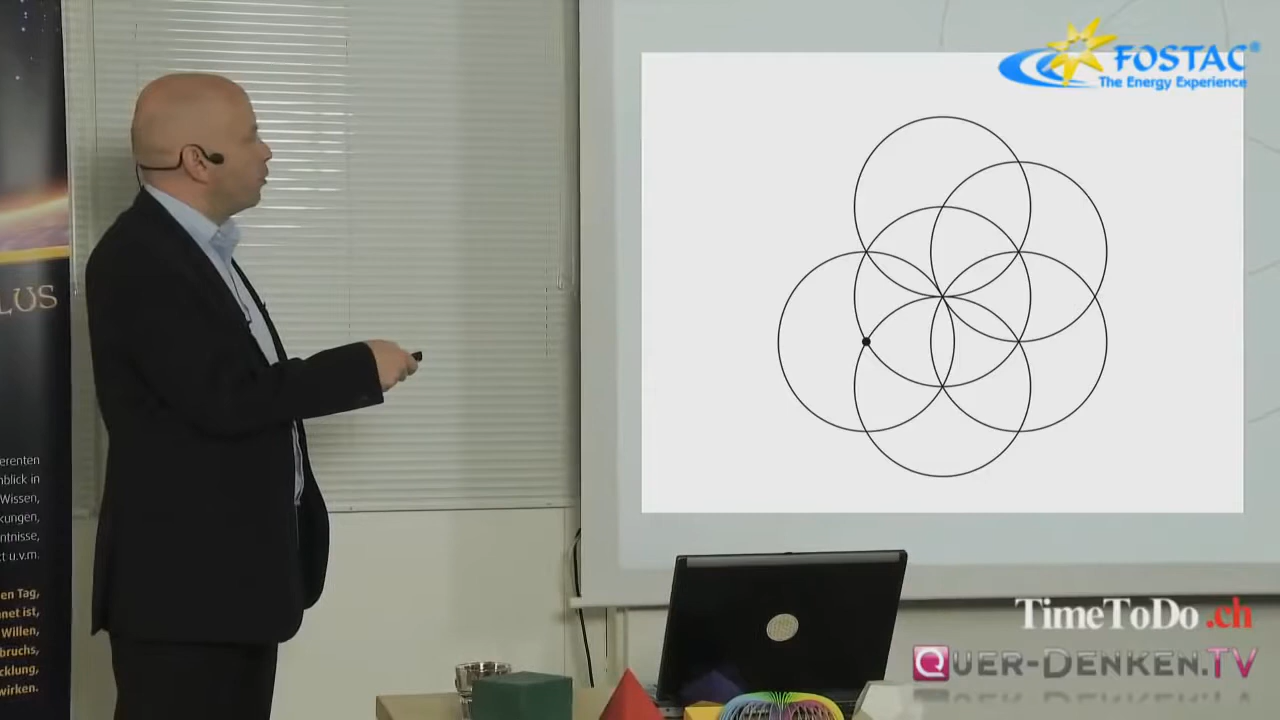 FOSTAC®
The Energy Experience
LUS
erenten
nblick in
Wissen,
kungen,
ntnisse,
t u.v.m.
en Tag,
net ist,
Willen,
bruchs,
cklung,
wirken.
TimeToDo.ch
QUER-DENKEN.TV